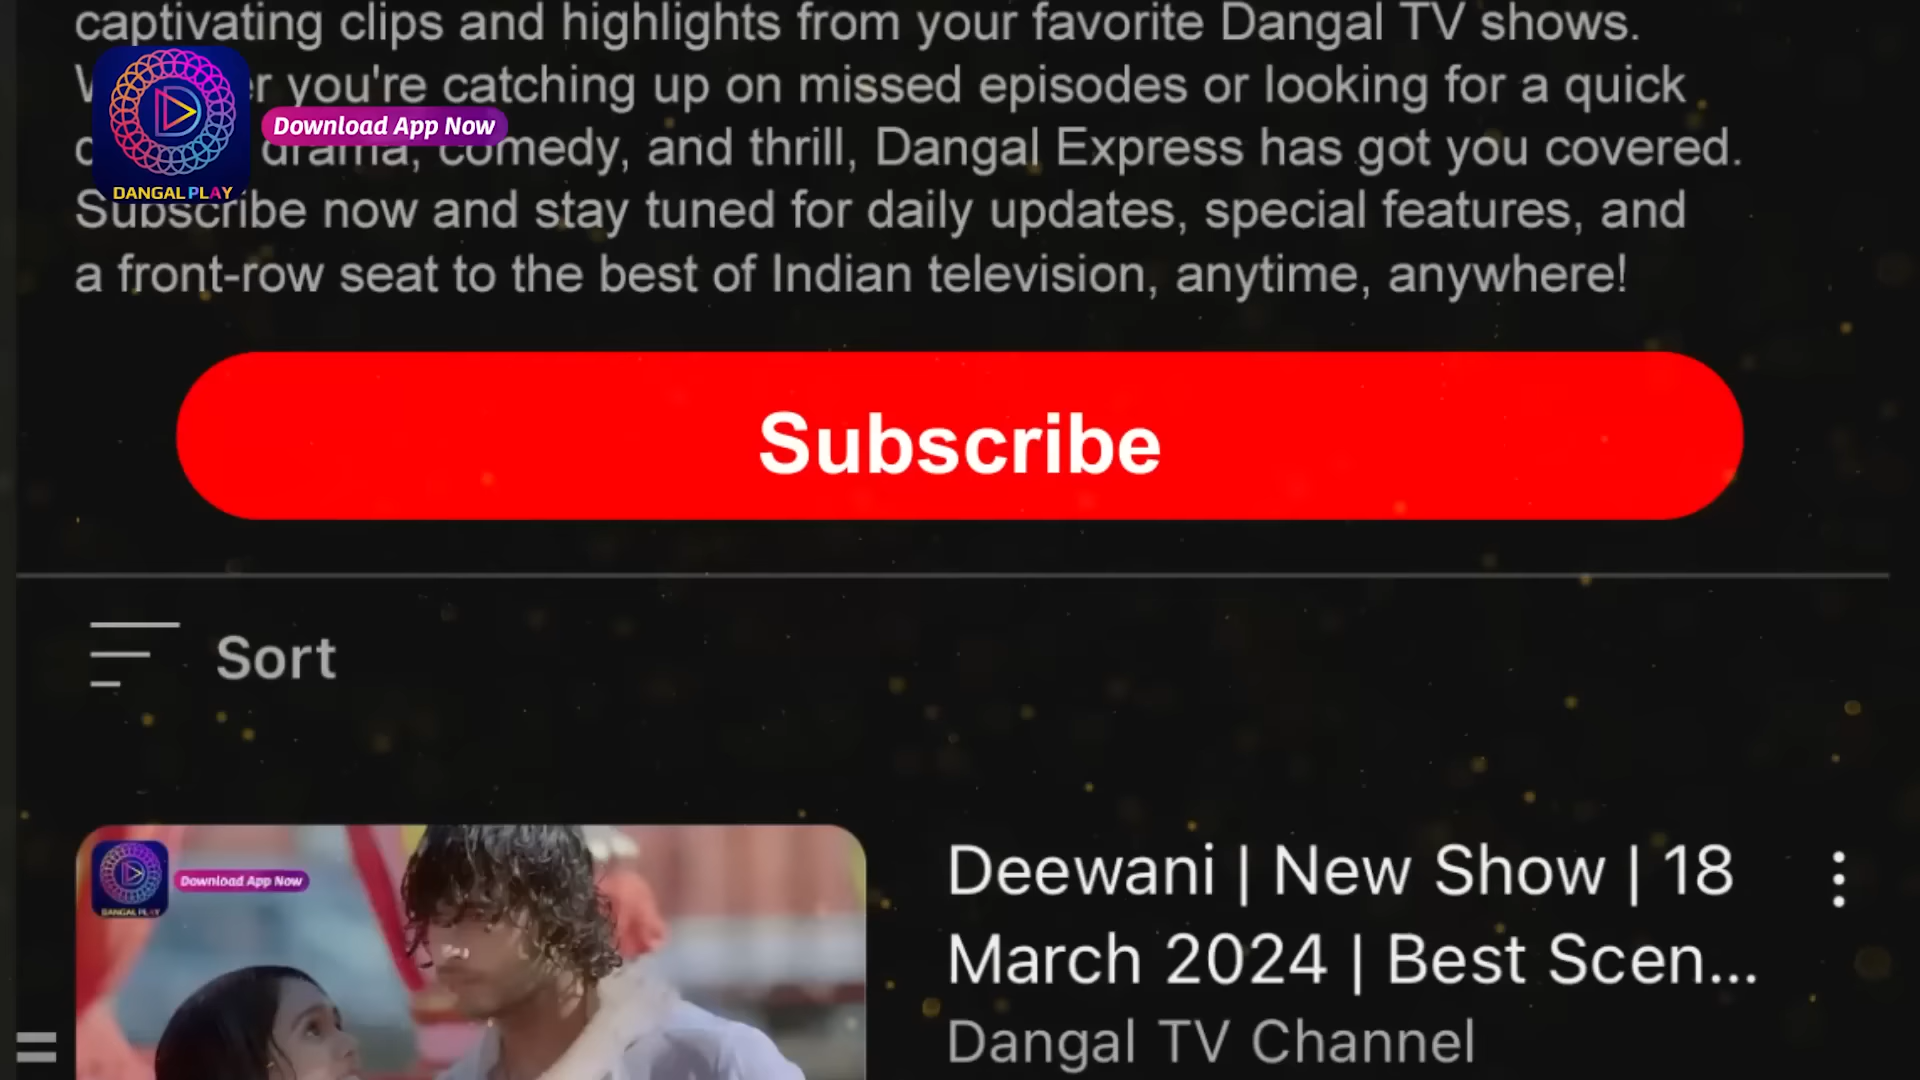 captivating clips and highlights from your favorite Dangal TV shows.
you're catching up on missed episodes or looking for a quick
drama, comedy, and thrill, Dangal Express has got you covered.
Subscribe now and stay tuned for daily updates, special features, and
a front-row seat to the best of Indian television, anytime, anywhere!
Download App Now
DANGAL PLAY
Subscribe
Sort
Download App Now
DANGAL PLAY
Deewani | New Show | 18
March 2024 | Best Scen...
Dangal TV Channel